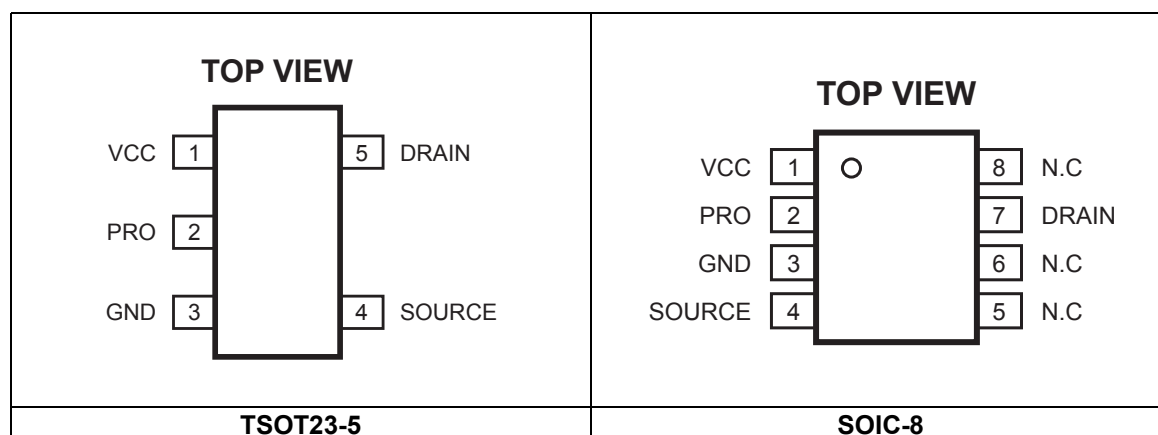 TOP VIEW
VCC 1 5 DRAIN
PRO 2
GND 3 4 SOURCE
TSOT23-5
TOP VIEW
VCC 1 8 N.C
PRO 2 7 DRAIN
GND 3 6 N.C
SOURCE 4 5 N.C
SOIC-8